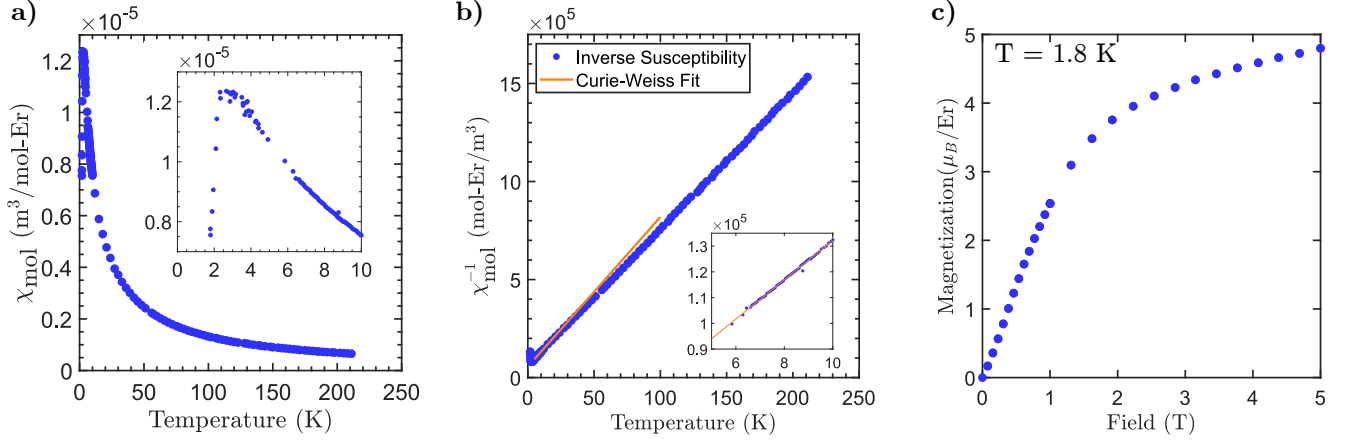 a)
×10⁻⁵
1.2
1
0.8
0.6
0.4
0.2
0
0 50 100 150 200 250
Temperature (K)
χmol (m³/mol-Er)
×10⁻⁵
1.2
1
0.8
0 2 4 6 8 10
b)
×10⁵
15
10
5
0
0 50 100 150 200 250
Temperature (K)
χ⁻¹mol (mol-Er/m³)
Inverse Susceptibility
Curie-Weiss Fit
×10⁵
1.3
1.2
1.1
1
0.9
6 8 10
c)
T = 1.8 K
8
7
6
5
4
3
2
1
0
0 1 2 3 4 5
Field (T)
Magnetization(μB/Er)